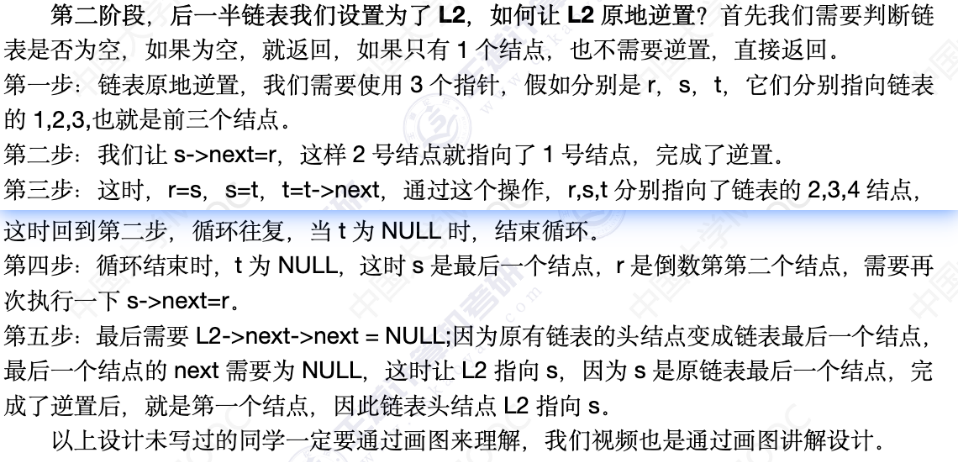 第二阶段，后一半链表我们设置为了 L2，如何让 L2 原地逆置？首先我们需要判断链
表是否为空，如果为空，就返回，如果只有 1 个结点，也不需要逆置，直接返回。
第一步：链表原地逆置，我们需要使用 3 个指针，假如分别是 r，s，t，它们分别指向链表
的 1,2,3,也就是前三个结点。
第二步：我们让 s->next=r，这样 2 号结点就指向了 1 号结点，完成了逆置。
第三步：这时，r=s，s=t，t=t->next，通过这个操作，r,s,t 分别指向了链表的 2,3,4 结点，
这时回到第二步，循环往复，当 t 为 NULL 时，结束循环。
第四步：循环结束时，t 为 NULL，这时 s 是最后一个结点，r 是倒数第第二个结点，需要再
次执行一下 s->next=r。
第五步：最后需要 L2->next->next = NULL;因为原有链表的头结点变成链表最后一个结点，
最后一个结点的 next 需要为 NULL，这时让 L2 指向 s，因为 s 是原链表最后一个结点，完
成了逆置后，就是第一个结点，因此链表头结点 L2 指向 s。
以上设计未写过的同学一定要通过画图来理解，我们视频也是通过画图讲解设计。